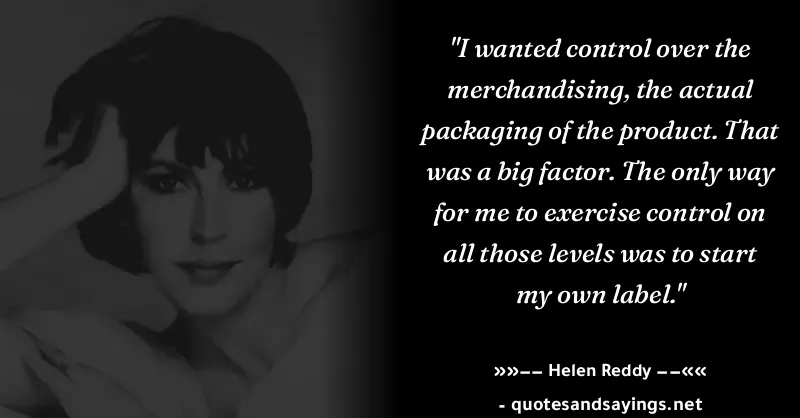 "I wanted control over the
merchandising, the actual
packaging of the product. That
was a big factor. The only way
for me to exercise control on
all those levels was to start
my own label."
»»−− Helen Reddy −−««
- quotesandsayings.net